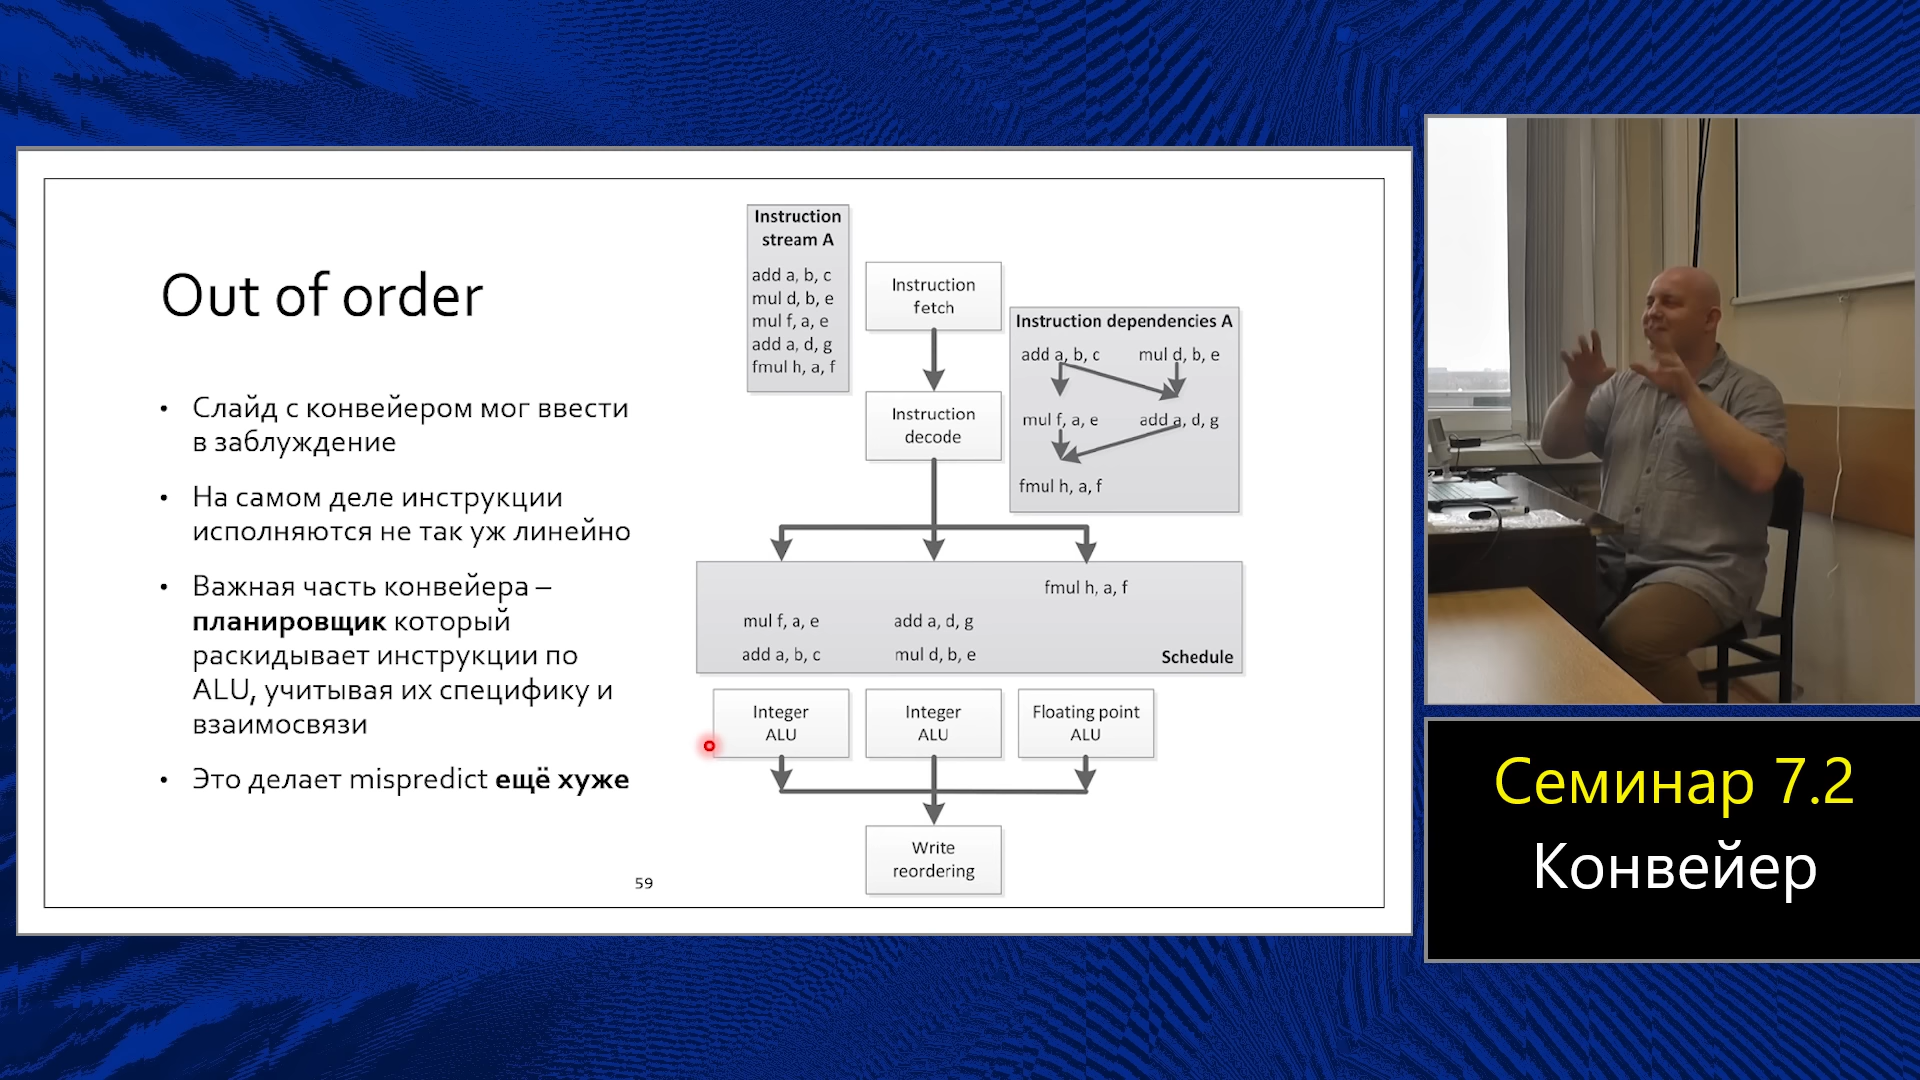 Out of order
• Слайд с конвейером мог ввести
в заблуждение
• На самом деле инструкции
исполняются не так уж линейно
• Важная часть конвейера –
планировщик который
раскидывает инструкции по
ALU, учитывая их специфику и
взаимосвязи
• Это делает mispredict ещё хуже
59
Instruction
stream A
add a, b, c
mul d, b, e
mul f, a, e
add a, d, g
fmul h, a, f
Instruction
fetch
Instruction
decode
Instruction dependencies A
add a, b, c mul d, b, e
mul f, a, e add a, d, g
fmul h, a, f
fmul h, a, f
mul f, a, e add a, d, g
add a, b, c mul d, b, e Schedule
Integer
ALU
Integer
ALU
Floating point
ALU
Write
reordering
Семинар 7.2
Конвейер